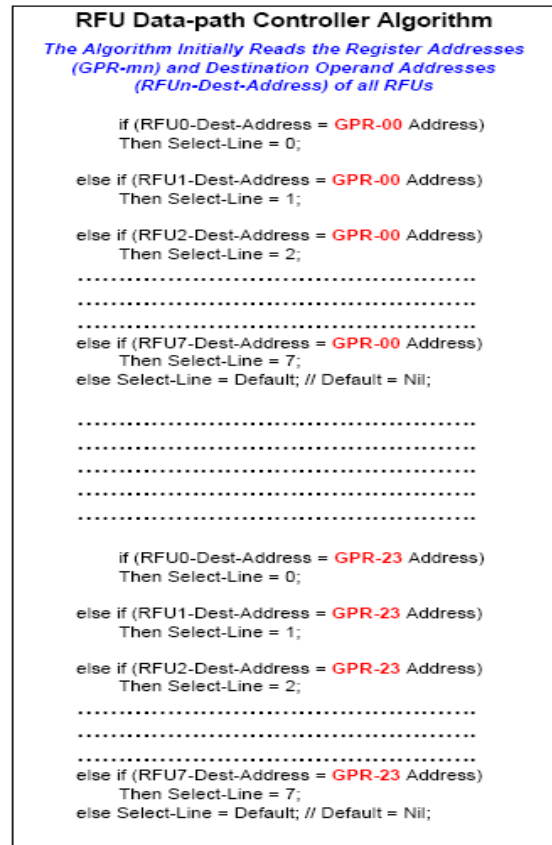 RFU Data-path Controller Algorithm
The Algorithm Initially Reads the Register Addresses
(GPR-mn) and Destination Operand Addresses
(RFUn-Dest-Address) of all RFUs
if (RFU0-Dest-Address = GPR-00 Address)
Then Select-Line = 0;
else if (RFU1-Dest-Address = GPR-00 Address)
Then Select-Line = 1;
else if (RFU2-Dest-Address = GPR-00 Address)
Then Select-Line = 2;
................................................
................................................
................................................
else if (RFU7-Dest-Address = GPR-00 Address)
Then Select-Line = 7;
else Select-Line = Default; // Default = Nil;
................................................
................................................
................................................
................................................
................................................
if (RFU0-Dest-Address = GPR-23 Address)
Then Select-Line = 0;
else if (RFU1-Dest-Address = GPR-23 Address)
Then Select-Line = 1;
else if (RFU2-Dest-Address = GPR-23 Address)
Then Select-Line = 2;
................................................
................................................
................................................
else if (RFU7-Dest-Address = GPR-23 Address)
Then Select-Line = 7;
else Select-Line = Default; // Default = Nil;